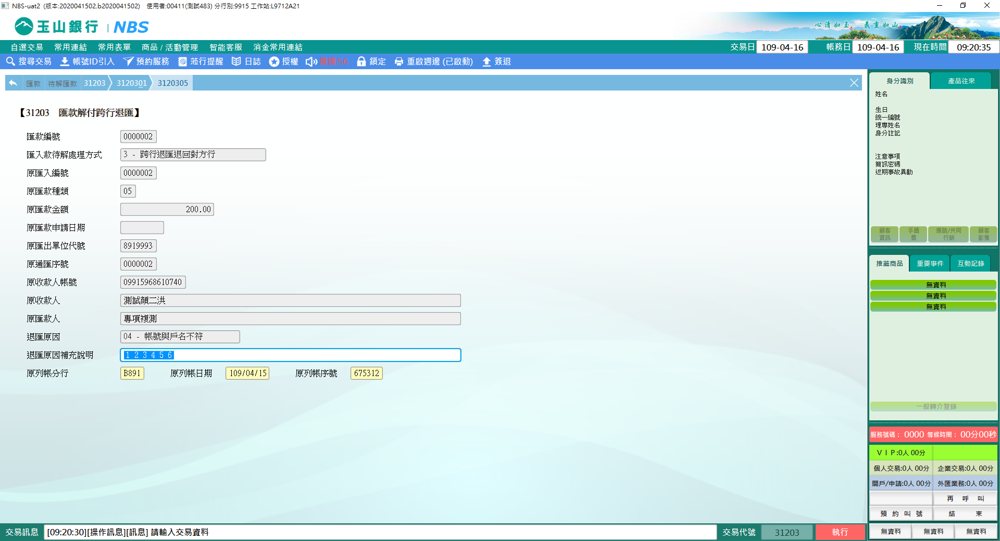 NBS-uat2 (版本:2020041502.b2020041502) 使用者:00411(測試483) 分行別:9915 工作站:L9712A21
玉山銀行 | NBS
心清如玉 義重如山
自選交易 常用連結 常用表單 商品 / 活動管理 智能客服 消金常用連結 交易日 109-04-16 帳務日 109-04-16 現在時間 09:20:35
搜尋交易 帳號ID引入 預約服務 蒞行提醒 日誌 授權 廣播:56 鎖定 重啟週邊 (已啟動) 簽退
匯款 待解匯款 31203 3120301 3120305
【31203 匯款解付跨行退匯】
匯款編號 0000002
匯入款待解處理方式 3 - 跨行退匯退回對方行
原匯入編號 0000002
原匯款種類 05
原匯款金額 200.00
原匯款申請日期
原匯出單位代號 8919993
原通匯序號 0000002
原收款人帳號 09915968610740
原收款人 測試顏二洪
原匯款人 專項複測
退匯原因 04 - 帳號與戶名不符
退匯原因補充說明 1 2 3 4 5 6
原列帳分行 B891 原列帳日期 109/04/15 原列帳序號 675312
身分識別 產品往來
姓名
生日
統一編號
理專姓名
身分註記
注意事項
簡訊密碼
近期事故異動
顧客資訊 手續費 通路/共同行銷 顧客影像
推薦商品 重要事件 互動記錄
無資料
無資料
無資料
一般轉介登錄
服務號碼： 0000 等候時間： 00分00秒
ＶＩＰ:0人 00分
個人交易:0人 00分 企業交易:0人 00分
開戶/申請:0人 00分 外匯業務:0人 00分
再 呼 叫
預 約 叫 號 結 束
無資料 無資料 無資料
交易訊息 [09:20:30][操作訊息][訊息] 請輸入交易資料 交易代號 31203 執行